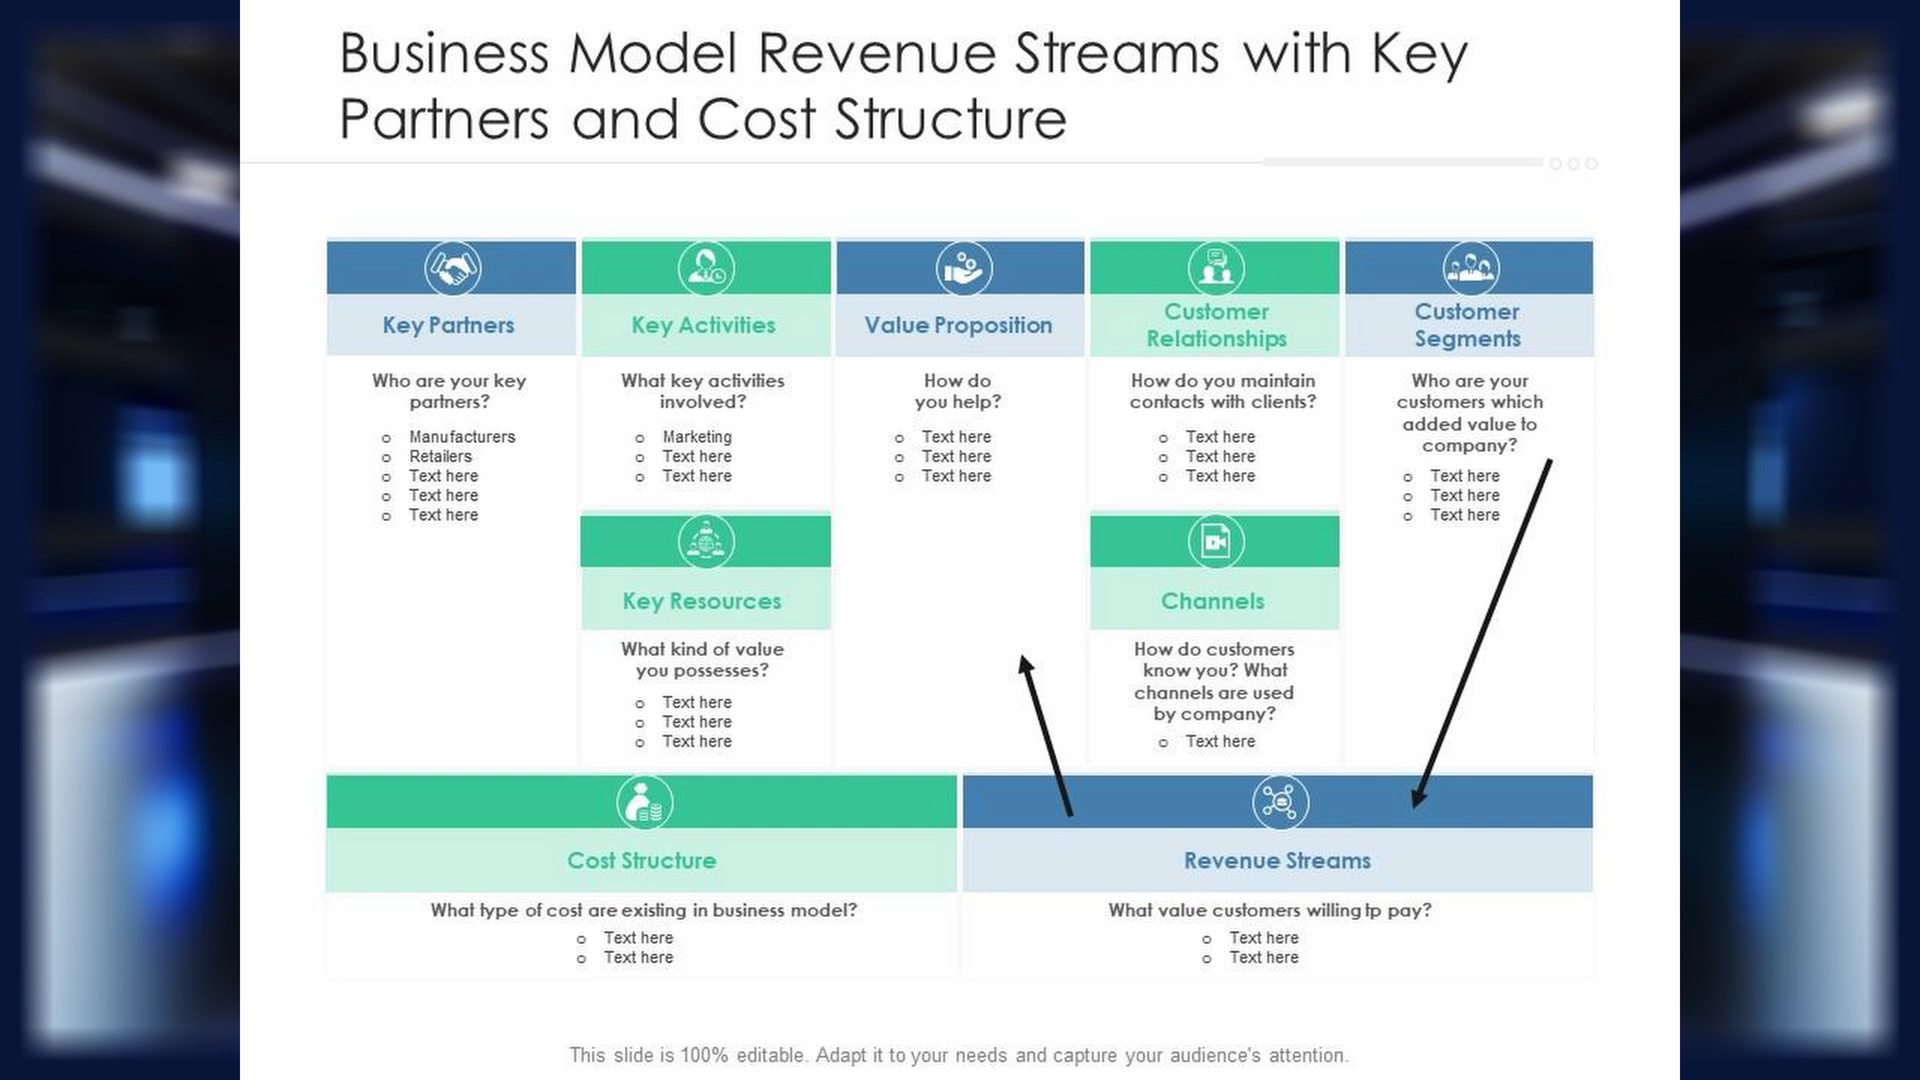 Business Model Revenue Streams with Key
Partners and Cost Structure
Key Partners
Who are your key
partners?
Manufacturers
Retailers
Text here
Text here
Text here
Key Activities
What key activities
involved?
Marketing
Text here
Text here
Key Resources
What kind of value
you possesses?
Text here
Text here
Text here
Value Proposition
How do
you help?
Text here
Text here
Text here
Customer
Relationships
How do you maintain
contacts with clients?
Text here
Text here
Text here
Channels
How do customers
know you? What
channels are used
by company?
Text here
Customer
Segments
Who are your
customers which
added value to
company?
Text here
Text here
Text here
Cost Structure
What type of cost are existing in business model?
Text here
Text here
Revenue Streams
What value customers willing tp pay?
Text here
Text here
This slide is 100% editable. Adapt it to your needs and capture your audience's attention.